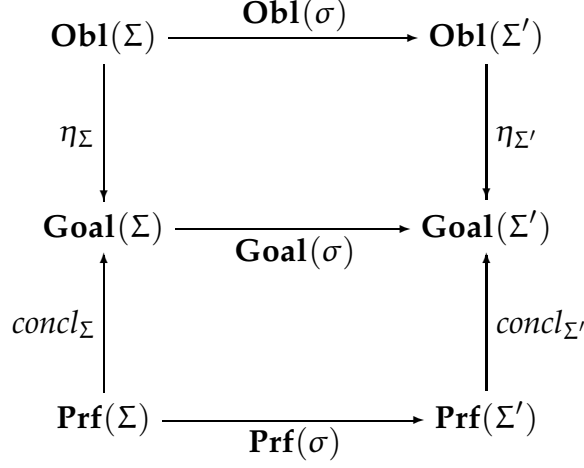 Obl(σ)
Obl(Σ) Obl(Σ′)
η_Σ η_Σ′
Goal(Σ) Goal(Σ′)
Goal(σ)
concl_Σ concl_Σ′
Prf(Σ) Prf(Σ′)
Prf(σ)